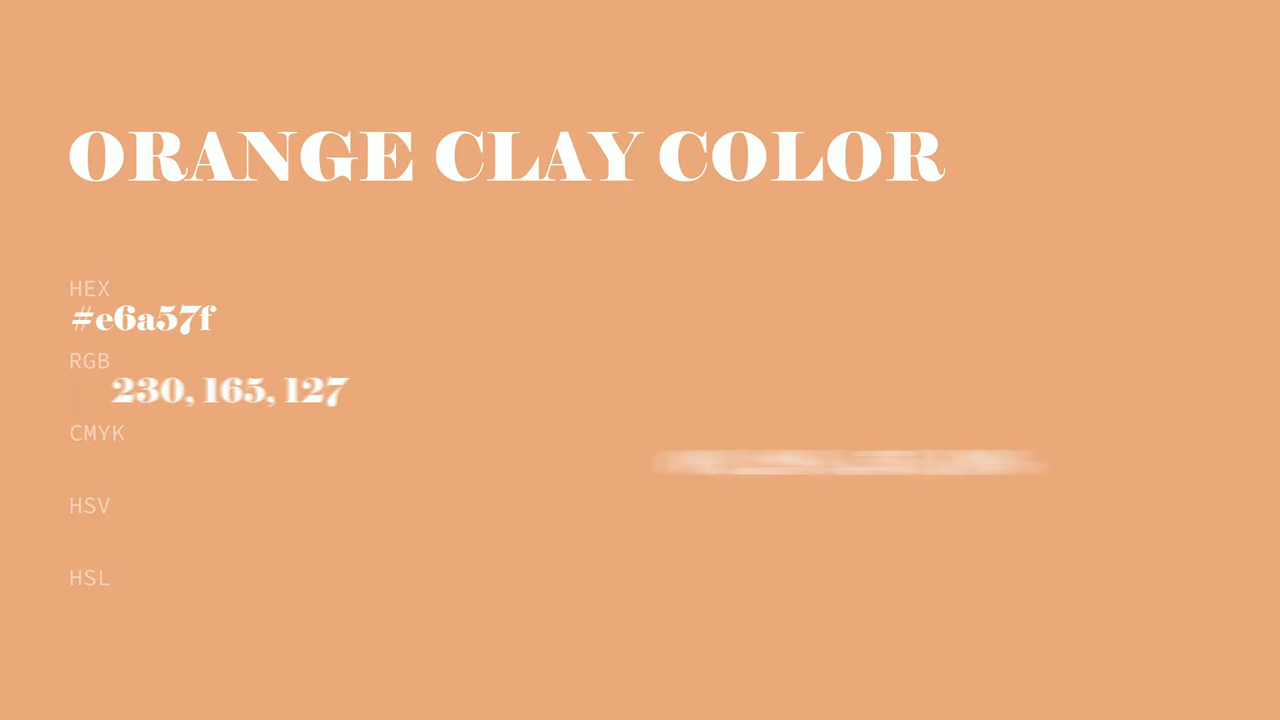 ORANGE CLAY COLOR
HEX
#e6a57f
RGB
230, 165, 127
CMYK
HSV
HSL